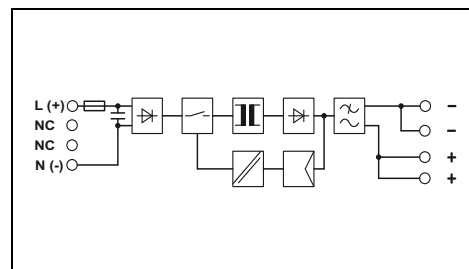 L (+)
NC
NC
N (-)
–
–
+
+